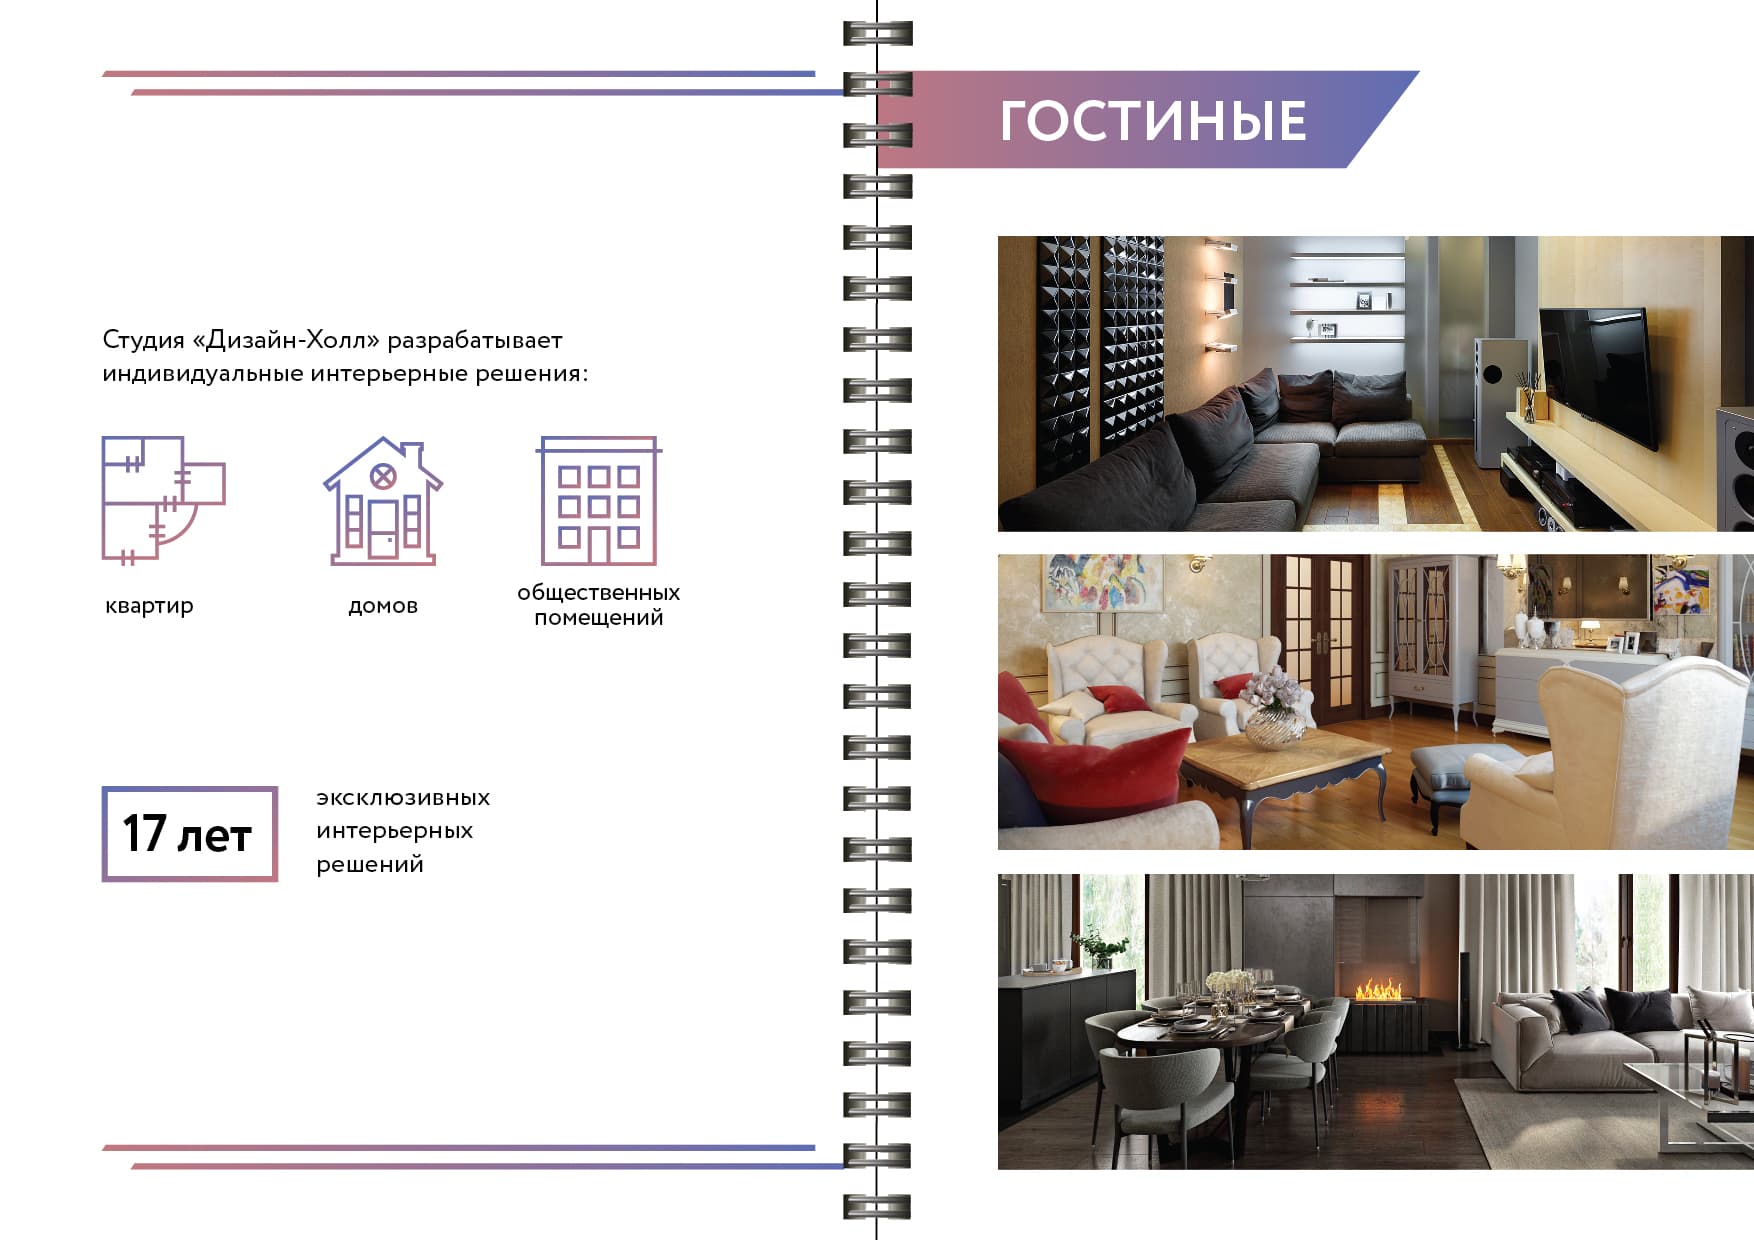 Студия «Дизайн-Холл» разрабатывает
индивидуальные интерьерные решения:
квартир
домов
общественных
помещений
17 лет
эксклюзивных
интерьерных
решений
ГОСТИНЫЕ